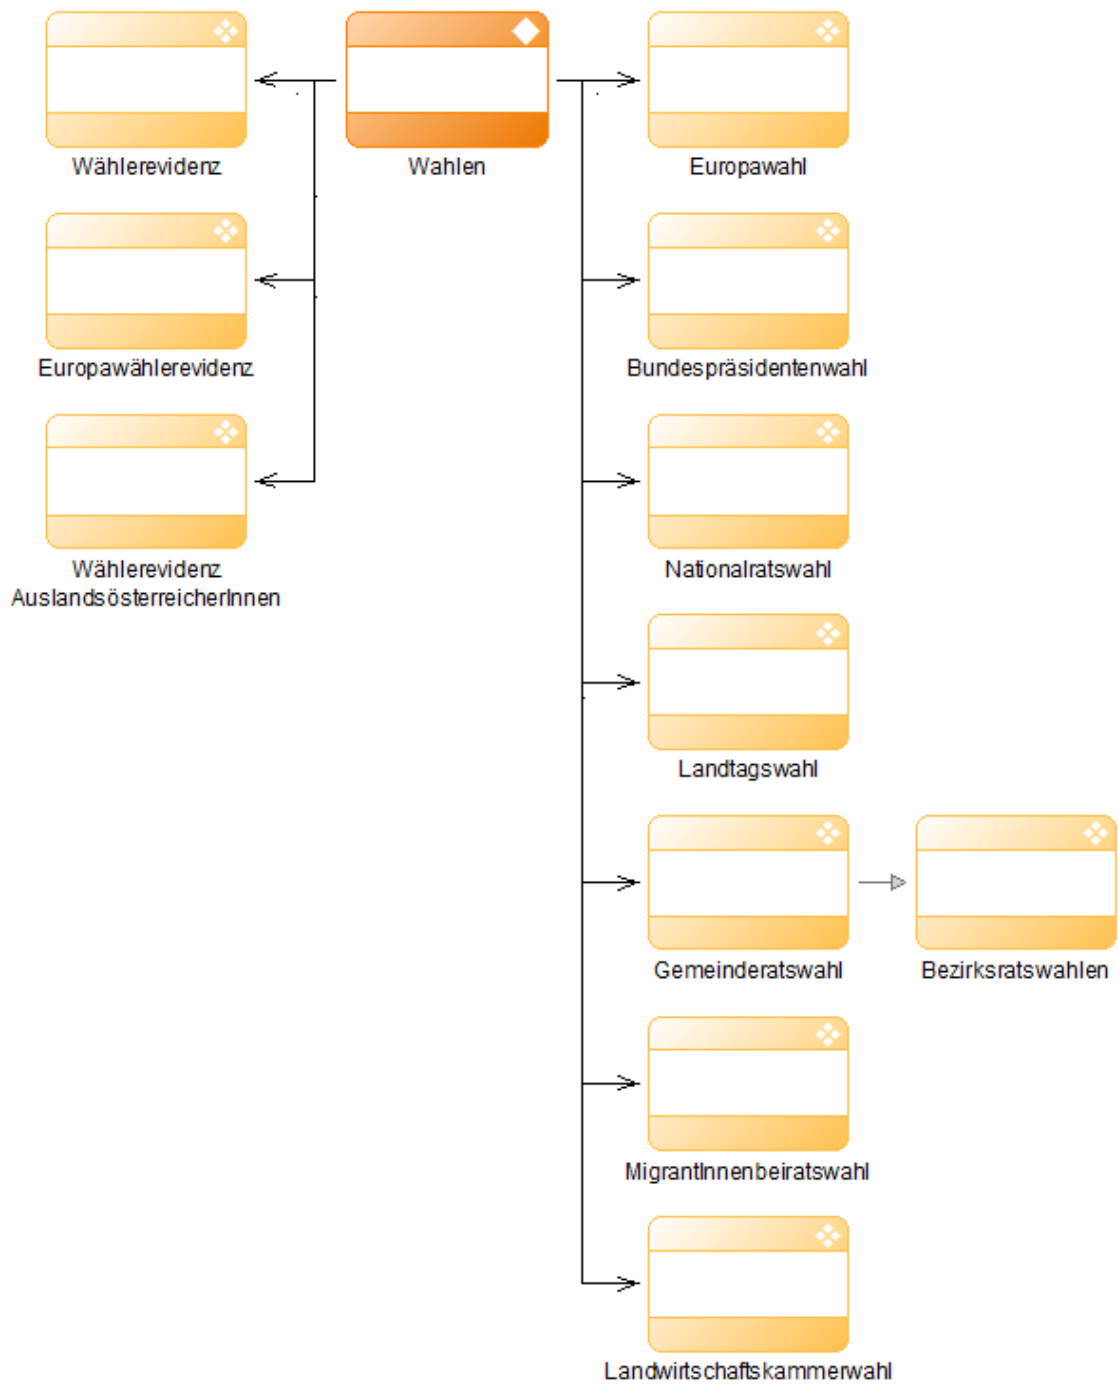 Wählerevidenz
Wahlen
Europawahl
Europawählerevidenz
Bundespräsidentenwahl
Wählerevidenz
AuslandsösterreicherInnen
Nationalratswahl
Landtagswahl
Gemeinderatswahl
Bezirksratswahlen
MigrantInnenbeiratswahl
Landwirtschaftskammerwahl